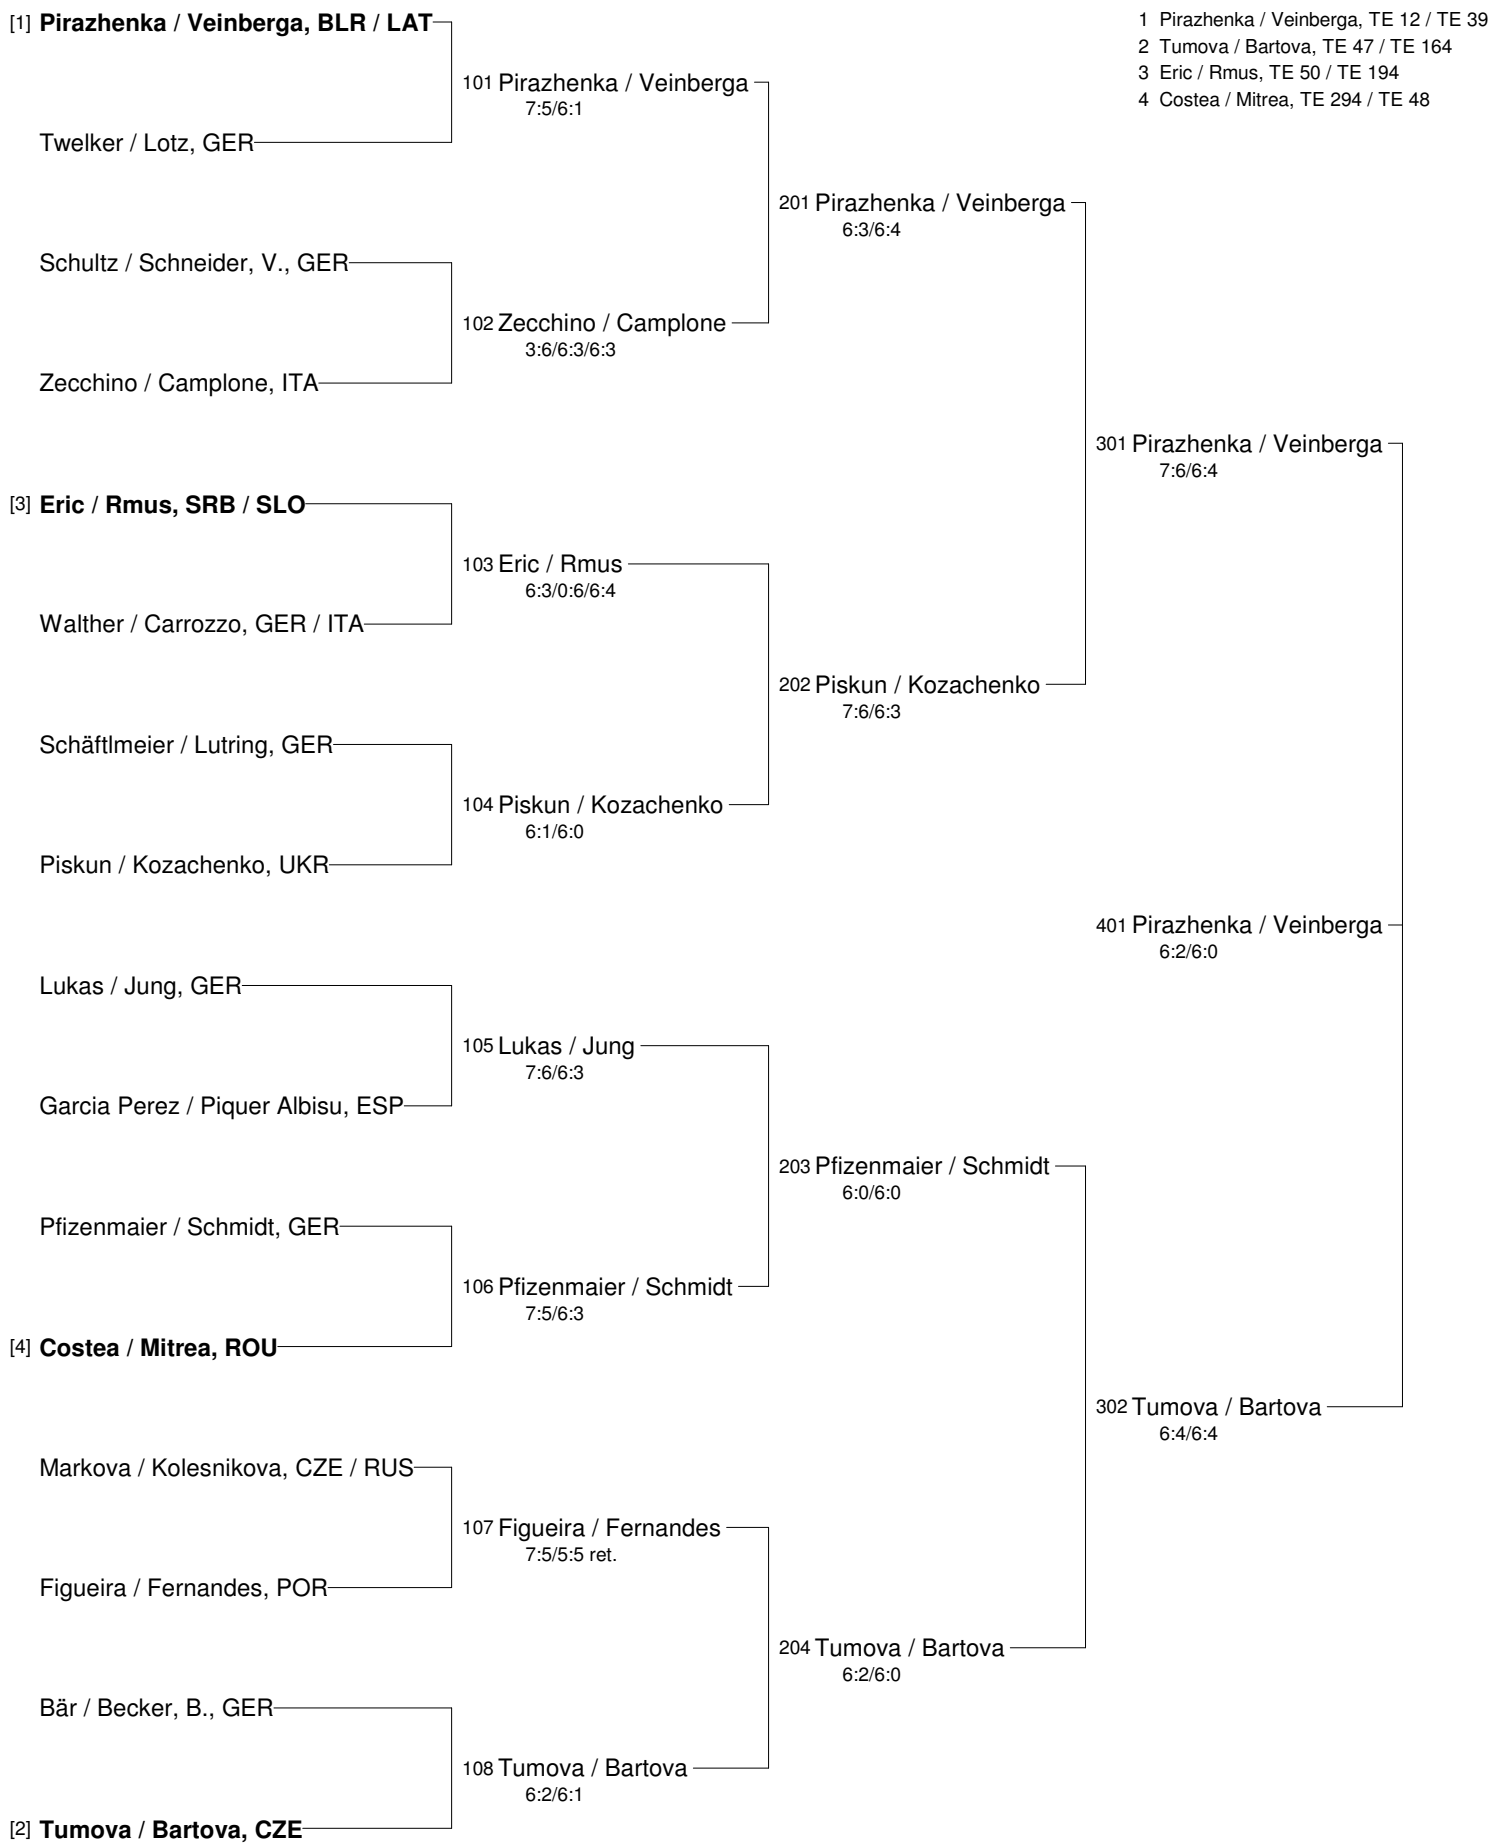 [1] Pirazhenka / Veinberga, BLR / LAT
Twelker / Lotz, GER
Schultz / Schneider, V., GER
Zecchino / Camplone, ITA
[3] Eric / Rmus, SRB / SLO
Walther / Carrozzo, GER / ITA
Schäftlmeier / Lutring, GER
Piskun / Kozachenko, UKR
Lukas / Jung, GER
Garcia Perez / Piquer Albisu, ESP
Pfizenmaier / Schmidt, GER
[4] Costea / Mitrea, ROU
Markova / Kolesnikova, CZE / RUS
Figueira / Fernandes, POR
Bär / Becker, B., GER
[2] Tumova / Bartova, CZE
101 Pirazhenka / Veinberga
7:5/6:1
102 Zecchino / Camplone
3:6/6:3/6:3
103 Eric / Rmus
6:3/0:6/6:4
104 Piskun / Kozachenko
6:1/6:0
105 Lukas / Jung
7:6/6:3
106 Pfizenmaier / Schmidt
7:5/6:3
107 Figueira / Fernandes
7:5/5:5 ret.
108 Tumova / Bartova
6:2/6:1
201 Pirazhenka / Veinberga
6:3/6:4
202 Piskun / Kozachenko
7:6/6:3
203 Pfizenmaier / Schmidt
6:0/6:0
204 Tumova / Bartova
6:2/6:0
301 Pirazhenka / Veinberga
7:6/6:4
302 Tumova / Bartova
6:4/6:4
401 Pirazhenka / Veinberga
6:2/6:0
1 Pirazhenka / Veinberga, TE 12 / TE 39
2 Tumova / Bartova, TE 47 / TE 164
3 Eric / Rmus, TE 50 / TE 194
4 Costea / Mitrea, TE 294 / TE 48